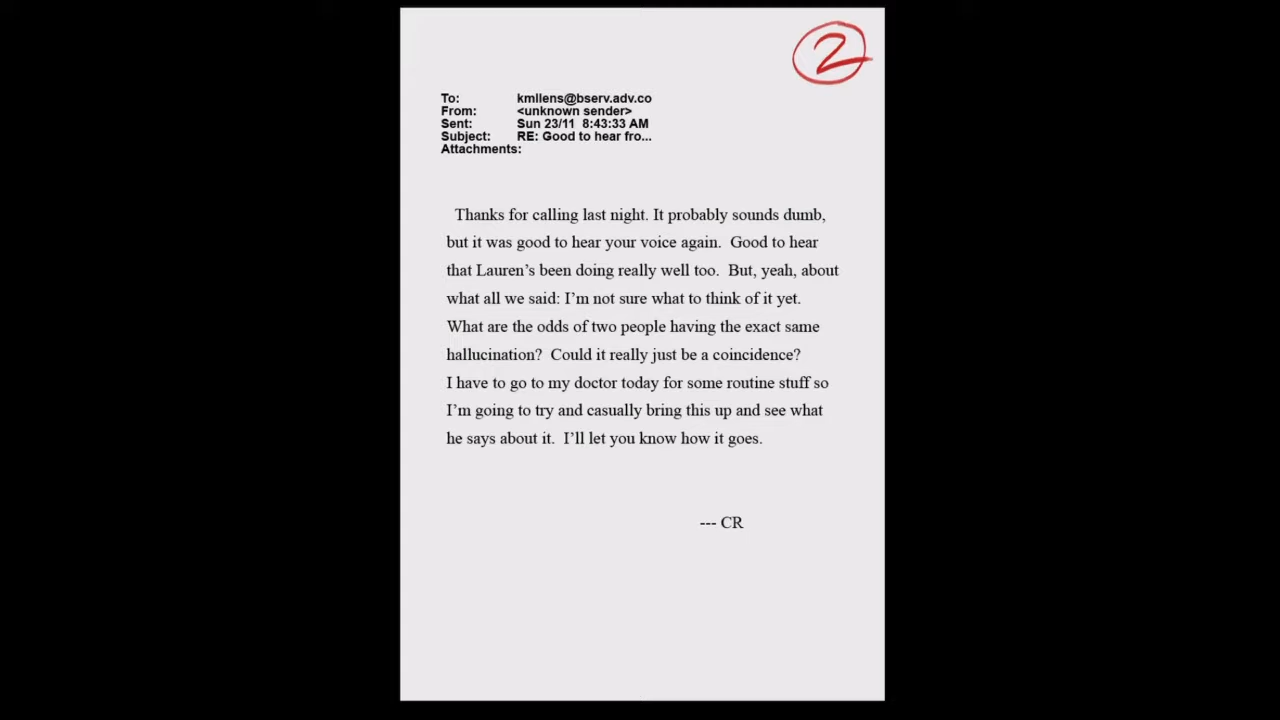 2
To: kmllens@bserv.adv.co
From: <unknown sender>
Sent: Sun 23/11 8:43:33 AM
Subject: RE: Good to hear fro...
Attachments:
Thanks for calling last night. It probably sounds dumb,
but it was good to hear your voice again. Good to hear
that Lauren’s been doing really well too. But, yeah, about
what all we said: I’m not sure what to think of it yet.
What are the odds of two people having the exact same
hallucination? Could it really just be a coincidence?
I have to go to my doctor today for some routine stuff so
I’m going to try and casually bring this up and see what
he says about it. I’ll let you know how it goes.
--- CR